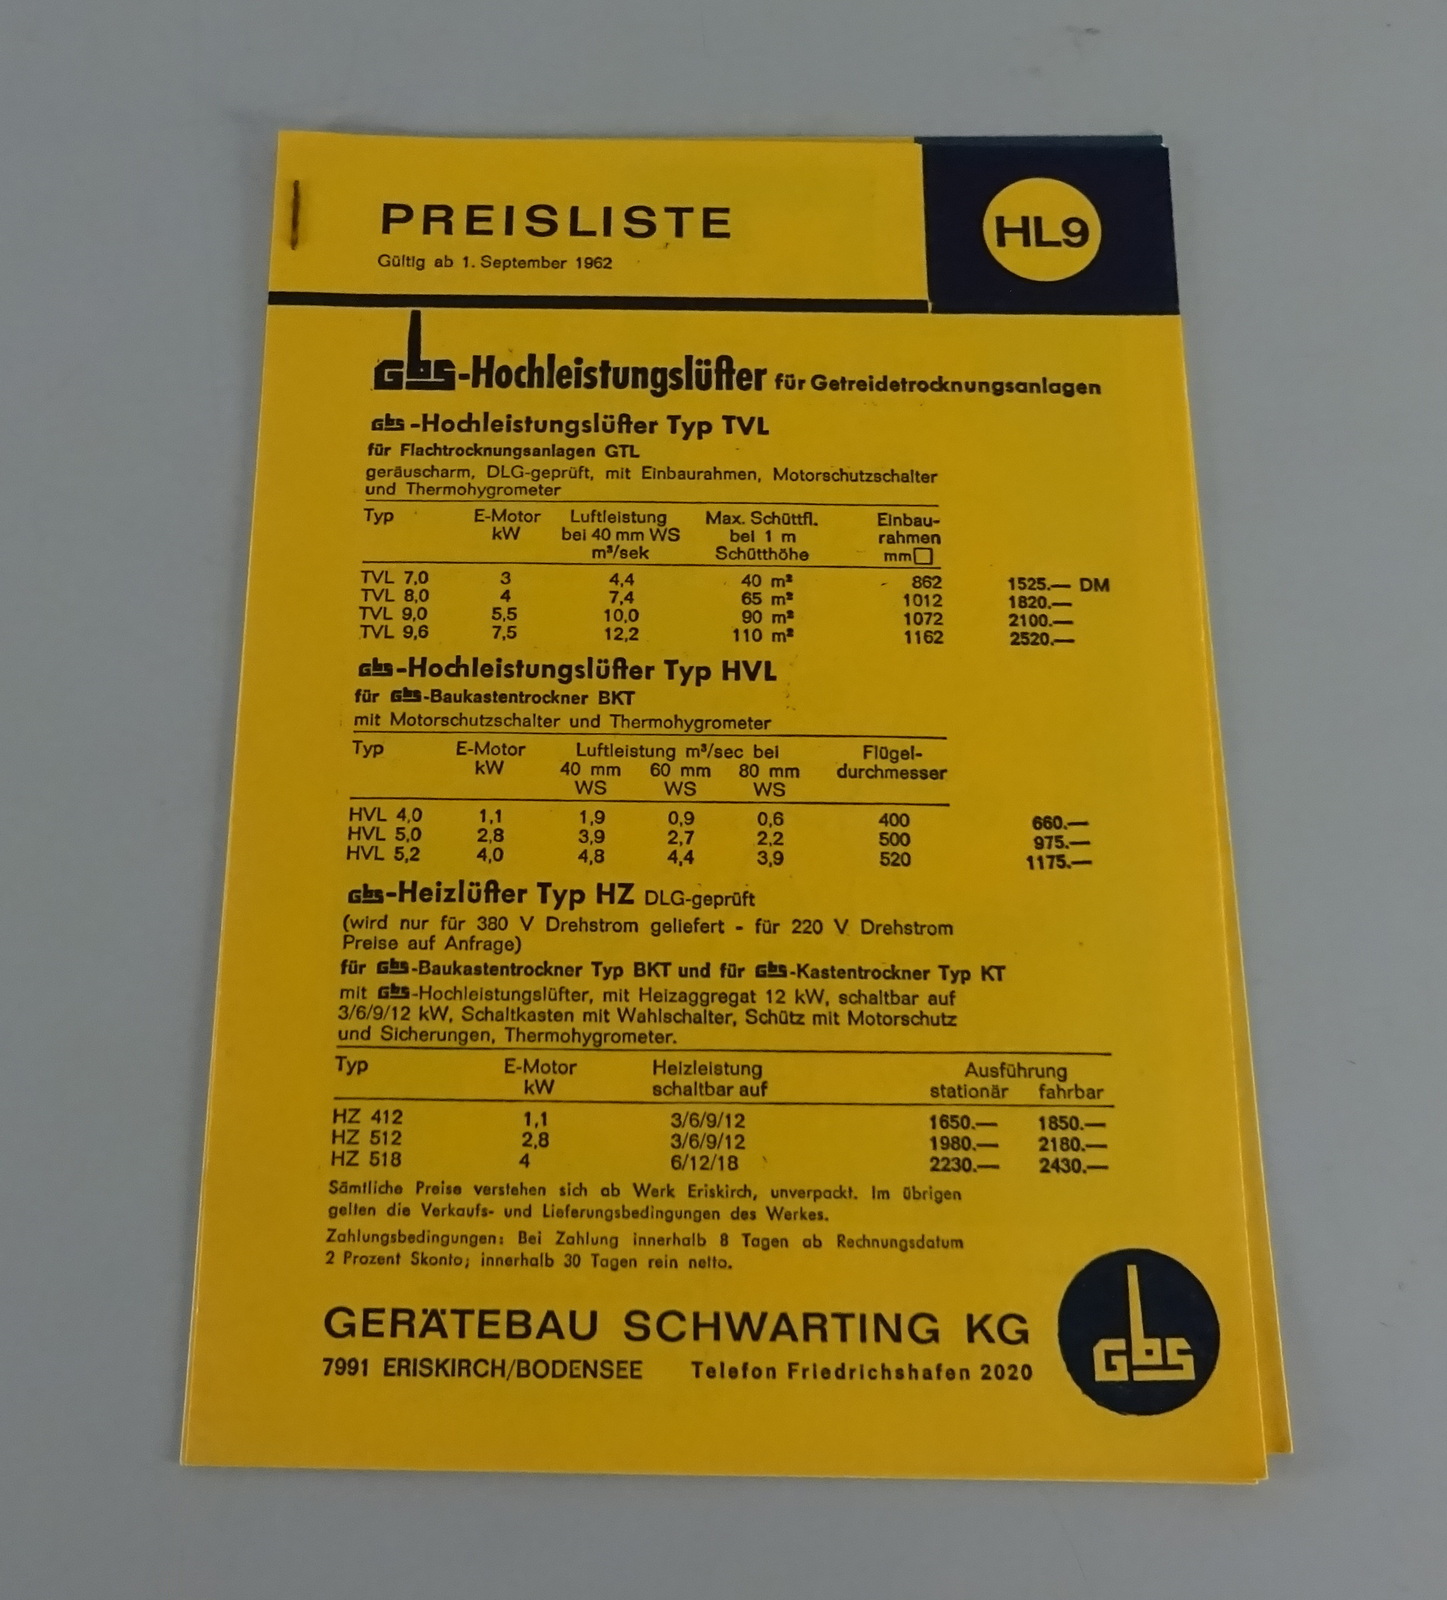 PREISLISTE
Gültig ab 1. September 1962
HL9
Gbs-Hochleistungslüfter für Getreidetrocknungsanlagen
Gbs-Hochleistungslüfter Typ TVL
für Flachtrocknungsanlagen GTL
geräuscharm, DLG-geprüft, mit Einbaurahmen, Motorschutzschalter
und Thermohygrometer
Typ E-Motor Luftleistung Max. Schüttfl. Einbau-
kW bei 40 mm WS bei 1 m rahmen
m³/sek Schütthöhe mm□
TVL 7,0 3 4,4 40 m² 862 1525.— DM
TVL 8,0 4 7,4 65 m² 1012 1820.—
TVL 9,0 5,5 10,0 90 m² 1072 2100.—
TVL 9,6 7,5 12,2 110 m² 1162 2520.—
Gbs-Hochleistungslüfter Typ HVL
für Gbs-Baukastentrockner BKT
mit Motorschutzschalter und Thermohygrometer
Typ E-Motor Luftleistung m³/sec bei Flügel-
kW 40 mm 60 mm 80 mm durchmesser
WS WS WS
HVL 4,0 1,1 1,9 0,9 0,6 400 660.—
HVL 5,0 2,8 3,9 2,7 2,2 500 975.—
HVL 5,2 4,0 4,8 4,4 3,9 520 1175.—
Gbs-Heizlüfter Typ HZ DLG-geprüft
(wird nur für 380 V Drehstrom geliefert - für 220 V Drehstrom
Preise auf Anfrage)
für Gbs-Baukastentrockner Typ BKT und für Gbs-Kastentrockner Typ KT
mit Gbs-Hochleistungslüfter, mit Heizaggregat 12 kW, schaltbar auf
3/6/9/12 kW, Schaltkasten mit Wahlschalter, Schütz mit Motorschutz
und Sicherungen, Thermohygrometer.
Typ E-Motor Heizleistung Ausführung
kW schaltbar auf stationär fahrbar
HZ 412 1,1 3/6/9/12 1650.— 1850.—
HZ 512 2,8 3/6/9/12 1980.— 2180.—
HZ 518 4 6/12/18 2230.— 2430.—
Sämtliche Preise verstehen sich ab Werk Eriskirch, unverpackt. Im übrigen
gelten die Verkaufs- und Lieferungsbedingungen des Werkes.
Zahlungsbedingungen: Bei Zahlung innerhalb 8 Tagen ab Rechnungsdatum
2 Prozent Skonto; innerhalb 30 Tagen rein netto.
GERÄTEBAU SCHWARTING KG
7991 ERISKIRCH/BODENSEE Telefon Friedrichshafen 2020
Gbs